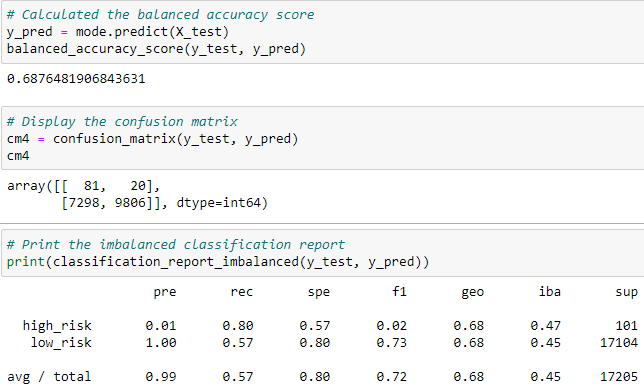 # Calculated the balanced accuracy score
y_pred = mode.predict(X_test)
balanced_accuracy_score(y_test, y_pred)
0.6876481906843631
# Display the confusion matrix
cm4 = confusion_matrix(y_test, y_pred)
cm4
array([[  81,   20],
       [7298, 9806]], dtype=int64)
# Print the imbalanced classification report
print(classification_report_imbalanced(y_test, y_pred))
pre rec spe f1 geo iba sup
high_risk 0.01 0.80 0.57 0.02 0.68 0.47 101
low_risk 1.00 0.57 0.80 0.73 0.68 0.45 17104
avg / total 0.99 0.57 0.80 0.72 0.68 0.45 17205